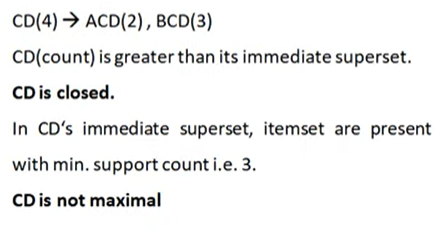 CD(4) → ACD(2) , BCD(3)
CD(count) is greater than its immediate superset.
CD is closed.
In CD‘s immediate superset, itemset are present
with min. support count i.e. 3.
CD is not maximal